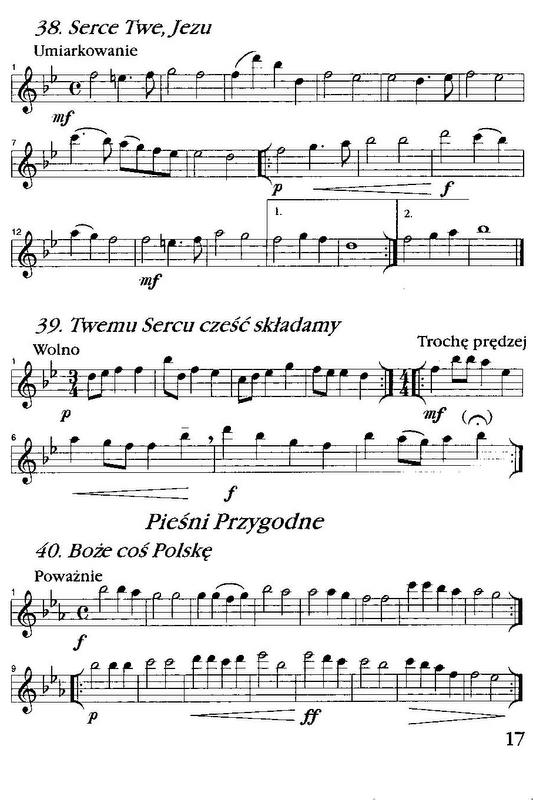 38. Serce Twe, Jezu
Umiarkowanie
1
mf
7
p
f
12
1.
2.
mf
39. Twemu Sercu cześć składamy
Wolno
Trochę prędzej
1
3
4
4
4
p
mf
6
f
Pieśni Przygodne
40. Boże coś Polskę
Poważnie
1
f
9
p
ff
17